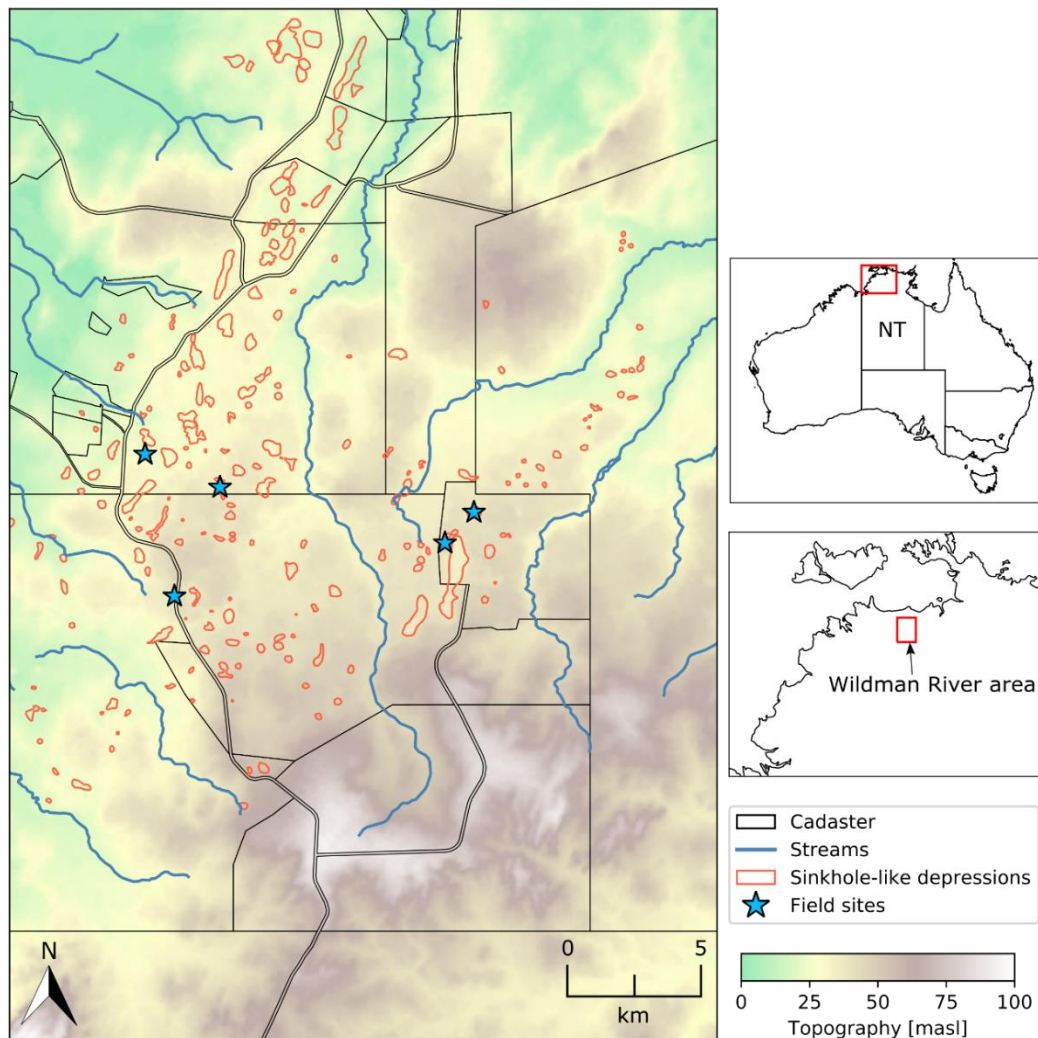 N
0 5
km
NT
Wildman River area
Cadaster
Streams
Sinkhole-like depressions
Field sites
0 25 50 75 100
Topography [masl]